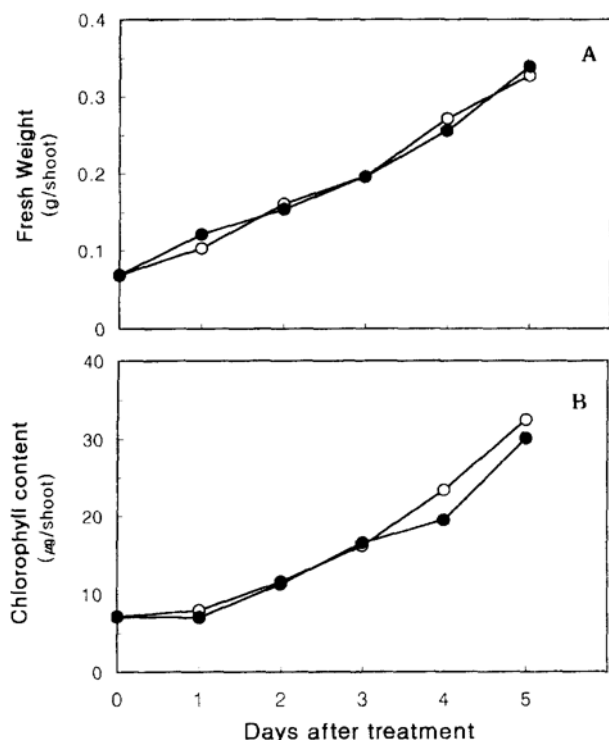 0.4
A
0.3
0.2
0.1
0
Fresh Weight
(g/shoot)
40
B
30
20
10
0
Chlorophyll content
(μg/shoot)
0 1 2 3 4 5
Days after treatment